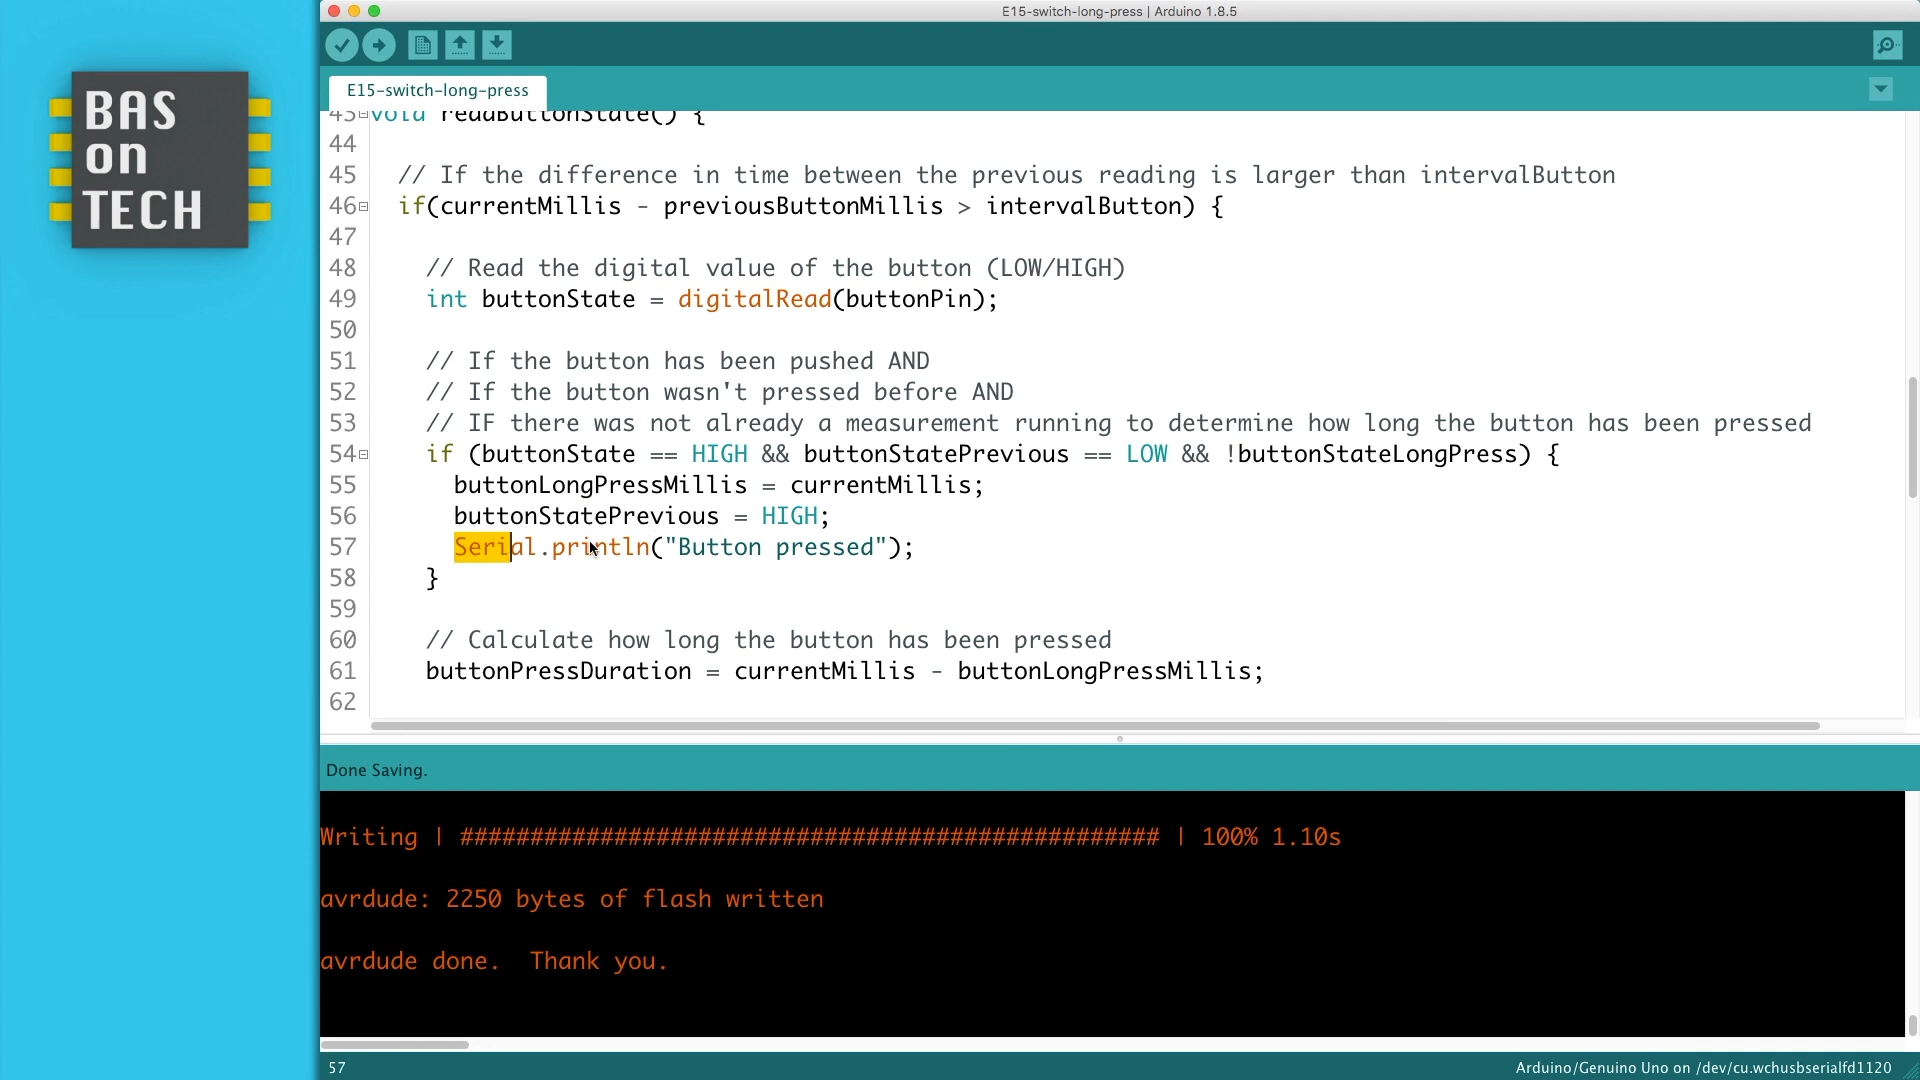 BAS
on
TECH
E15-switch-long-press | Arduino 1.8.5
E15-switch-long-press
43 void readButtonState() {
44
45 // If the difference in time between the previous reading is larger than intervalButton
46 if(currentMillis - previousButtonMillis > intervalButton) {
47
48 // Read the digital value of the button (LOW/HIGH)
49 int buttonState = digitalRead(buttonPin);
50
51 // If the button has been pushed AND
52 // If the button wasn't pressed before AND
53 // IF there was not already a measurement running to determine how long the button has been pressed
54 if (buttonState == HIGH && buttonStatePrevious == LOW && !buttonStateLongPress) {
55 buttonLongPressMillis = currentMillis;
56 buttonStatePrevious = HIGH;
57 Serial.println("Button pressed");
58 }
59
60 // Calculate how long the button has been pressed
61 buttonPressDuration = currentMillis - buttonLongPressMillis;
62
Done Saving.
Writing | ################################################## | 100% 1.10s
avrdude: 2250 bytes of flash written
avrdude done.  Thank you.
57
Arduino/Genuino Uno on /dev/cu.wchusbserialfd1120